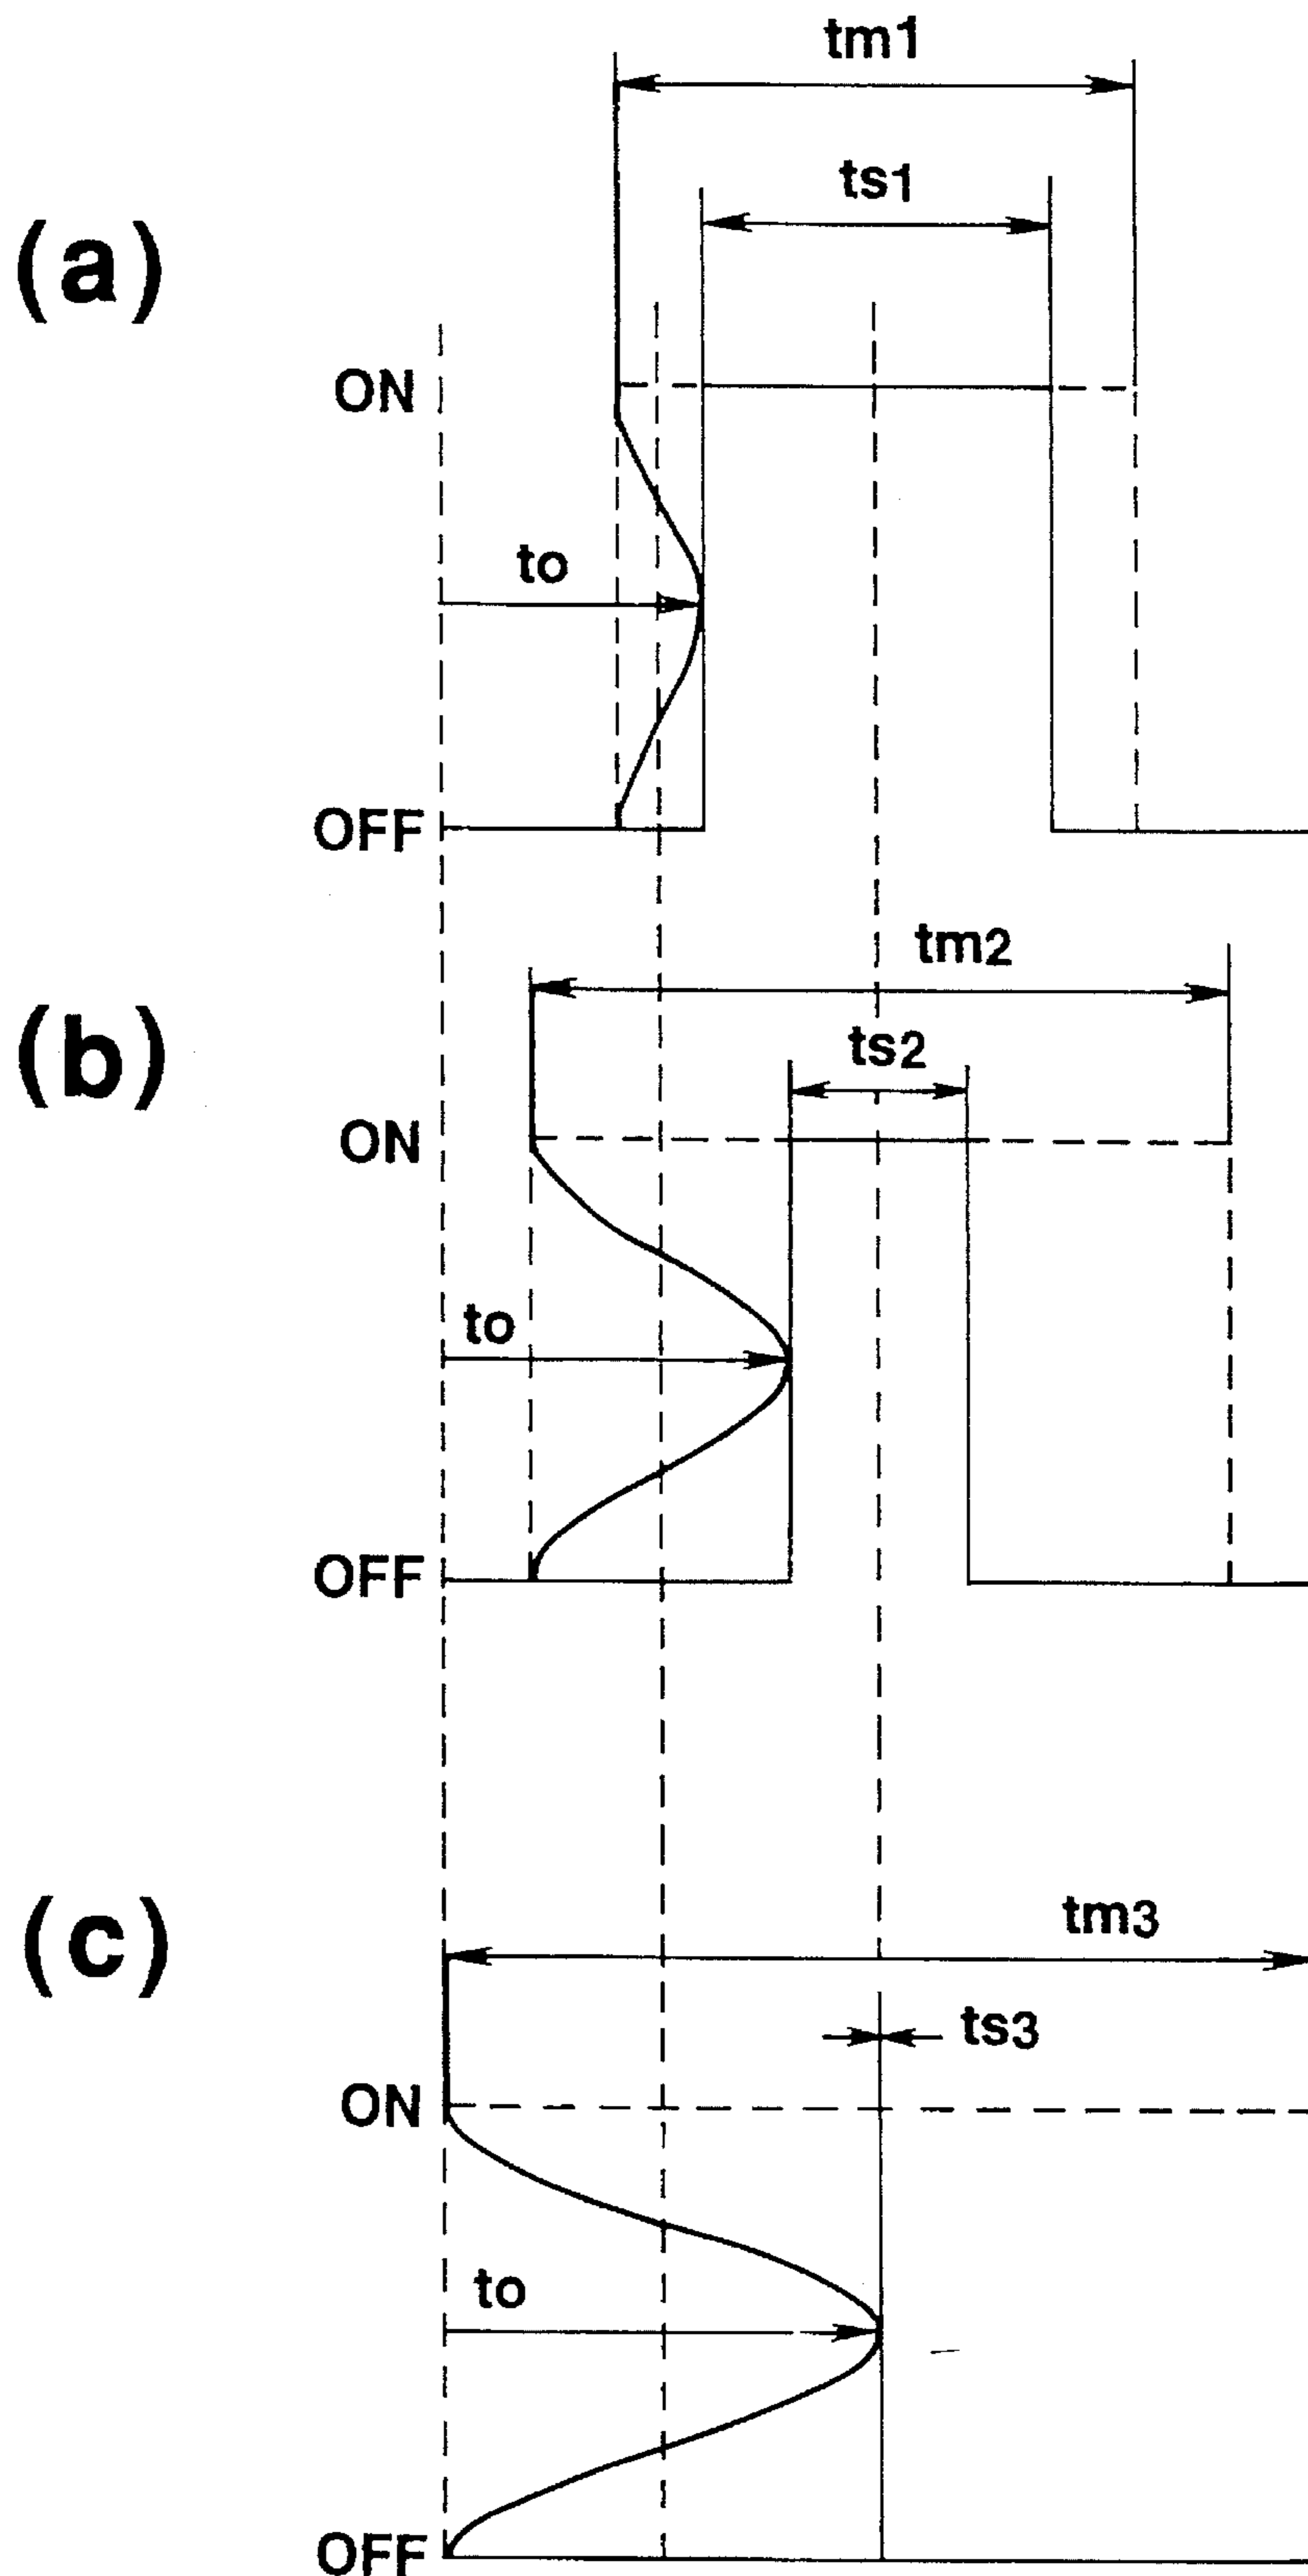 tm1
ts1
(a)
ON
to
OFF
tm2
(b)
ts2
ON
to
OFF
(c)
tm3
ts3
ON
to
OFF